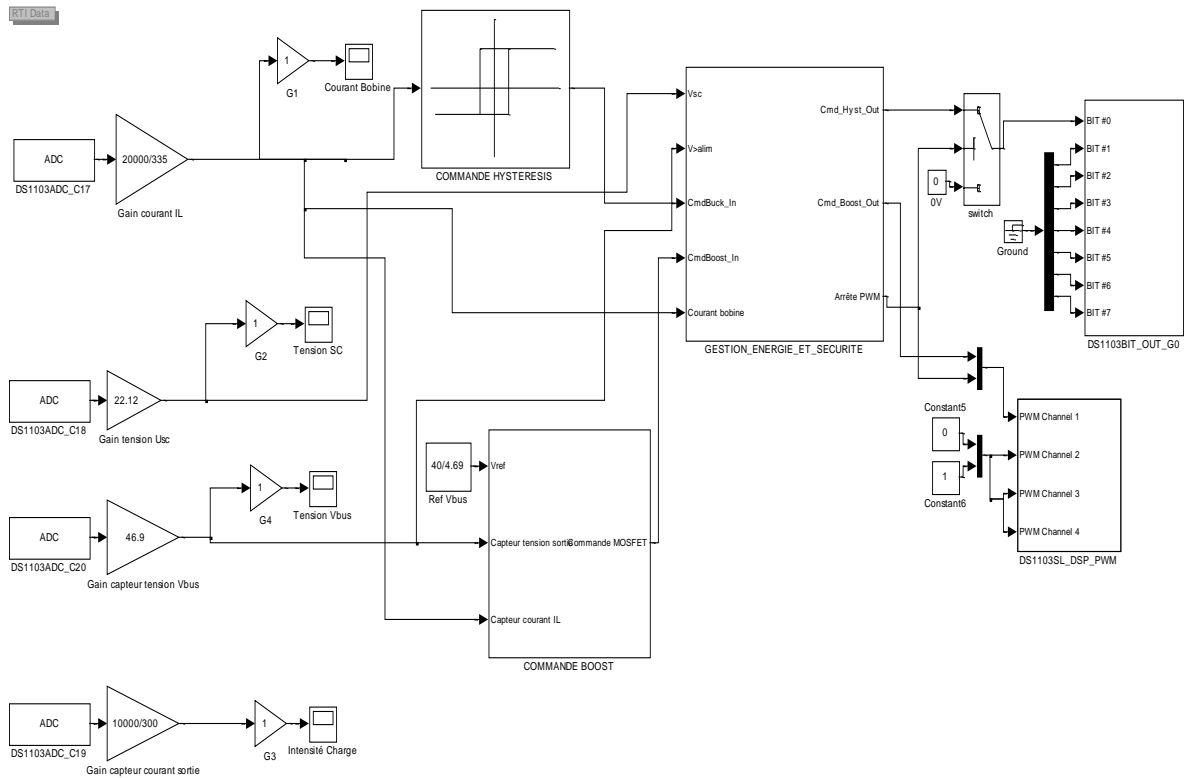 RTI Data
1
G1
Courant Bobine
ADC
DS1103ADC_C17
20000/335
Gain courant IL
COMMANDE HYSTERESIS
Vsc
V>alim
CmdBuck_In
CmdBoost_In
Courant bobine
Cmd_Hyst_Out
Cmd_Boost_Out
Arrête PWM
GESTION_ENERGIE_ET_SECURITE
0
0V
switch
Ground
BIT #0
BIT #1
BIT #2
BIT #3
BIT #4
BIT #5
BIT #6
BIT #7
DS1103BIT_OUT_G0
1
G2
Tension SC
ADC
DS1103ADC_C18
22.12
Gain tension Usc
1
G4
Tension Vbus
ADC
DS1103ADC_C20
46.9
Gain capteur tension Vbus
40/4.69
Ref Vbus
Vref
Capteur tension sortie
Commande MOSFET
Capteur courant IL
COMMANDE BOOST
Constant5
0
1
Constant6
PWM Channel 1
PWM Channel 2
PWM Channel 3
PWM Channel 4
DS1103SL_DSP_PWM
ADC
DS1103ADC_C19
10000/300
Gain capteur courant sortie
1
G3
Intensité Charge